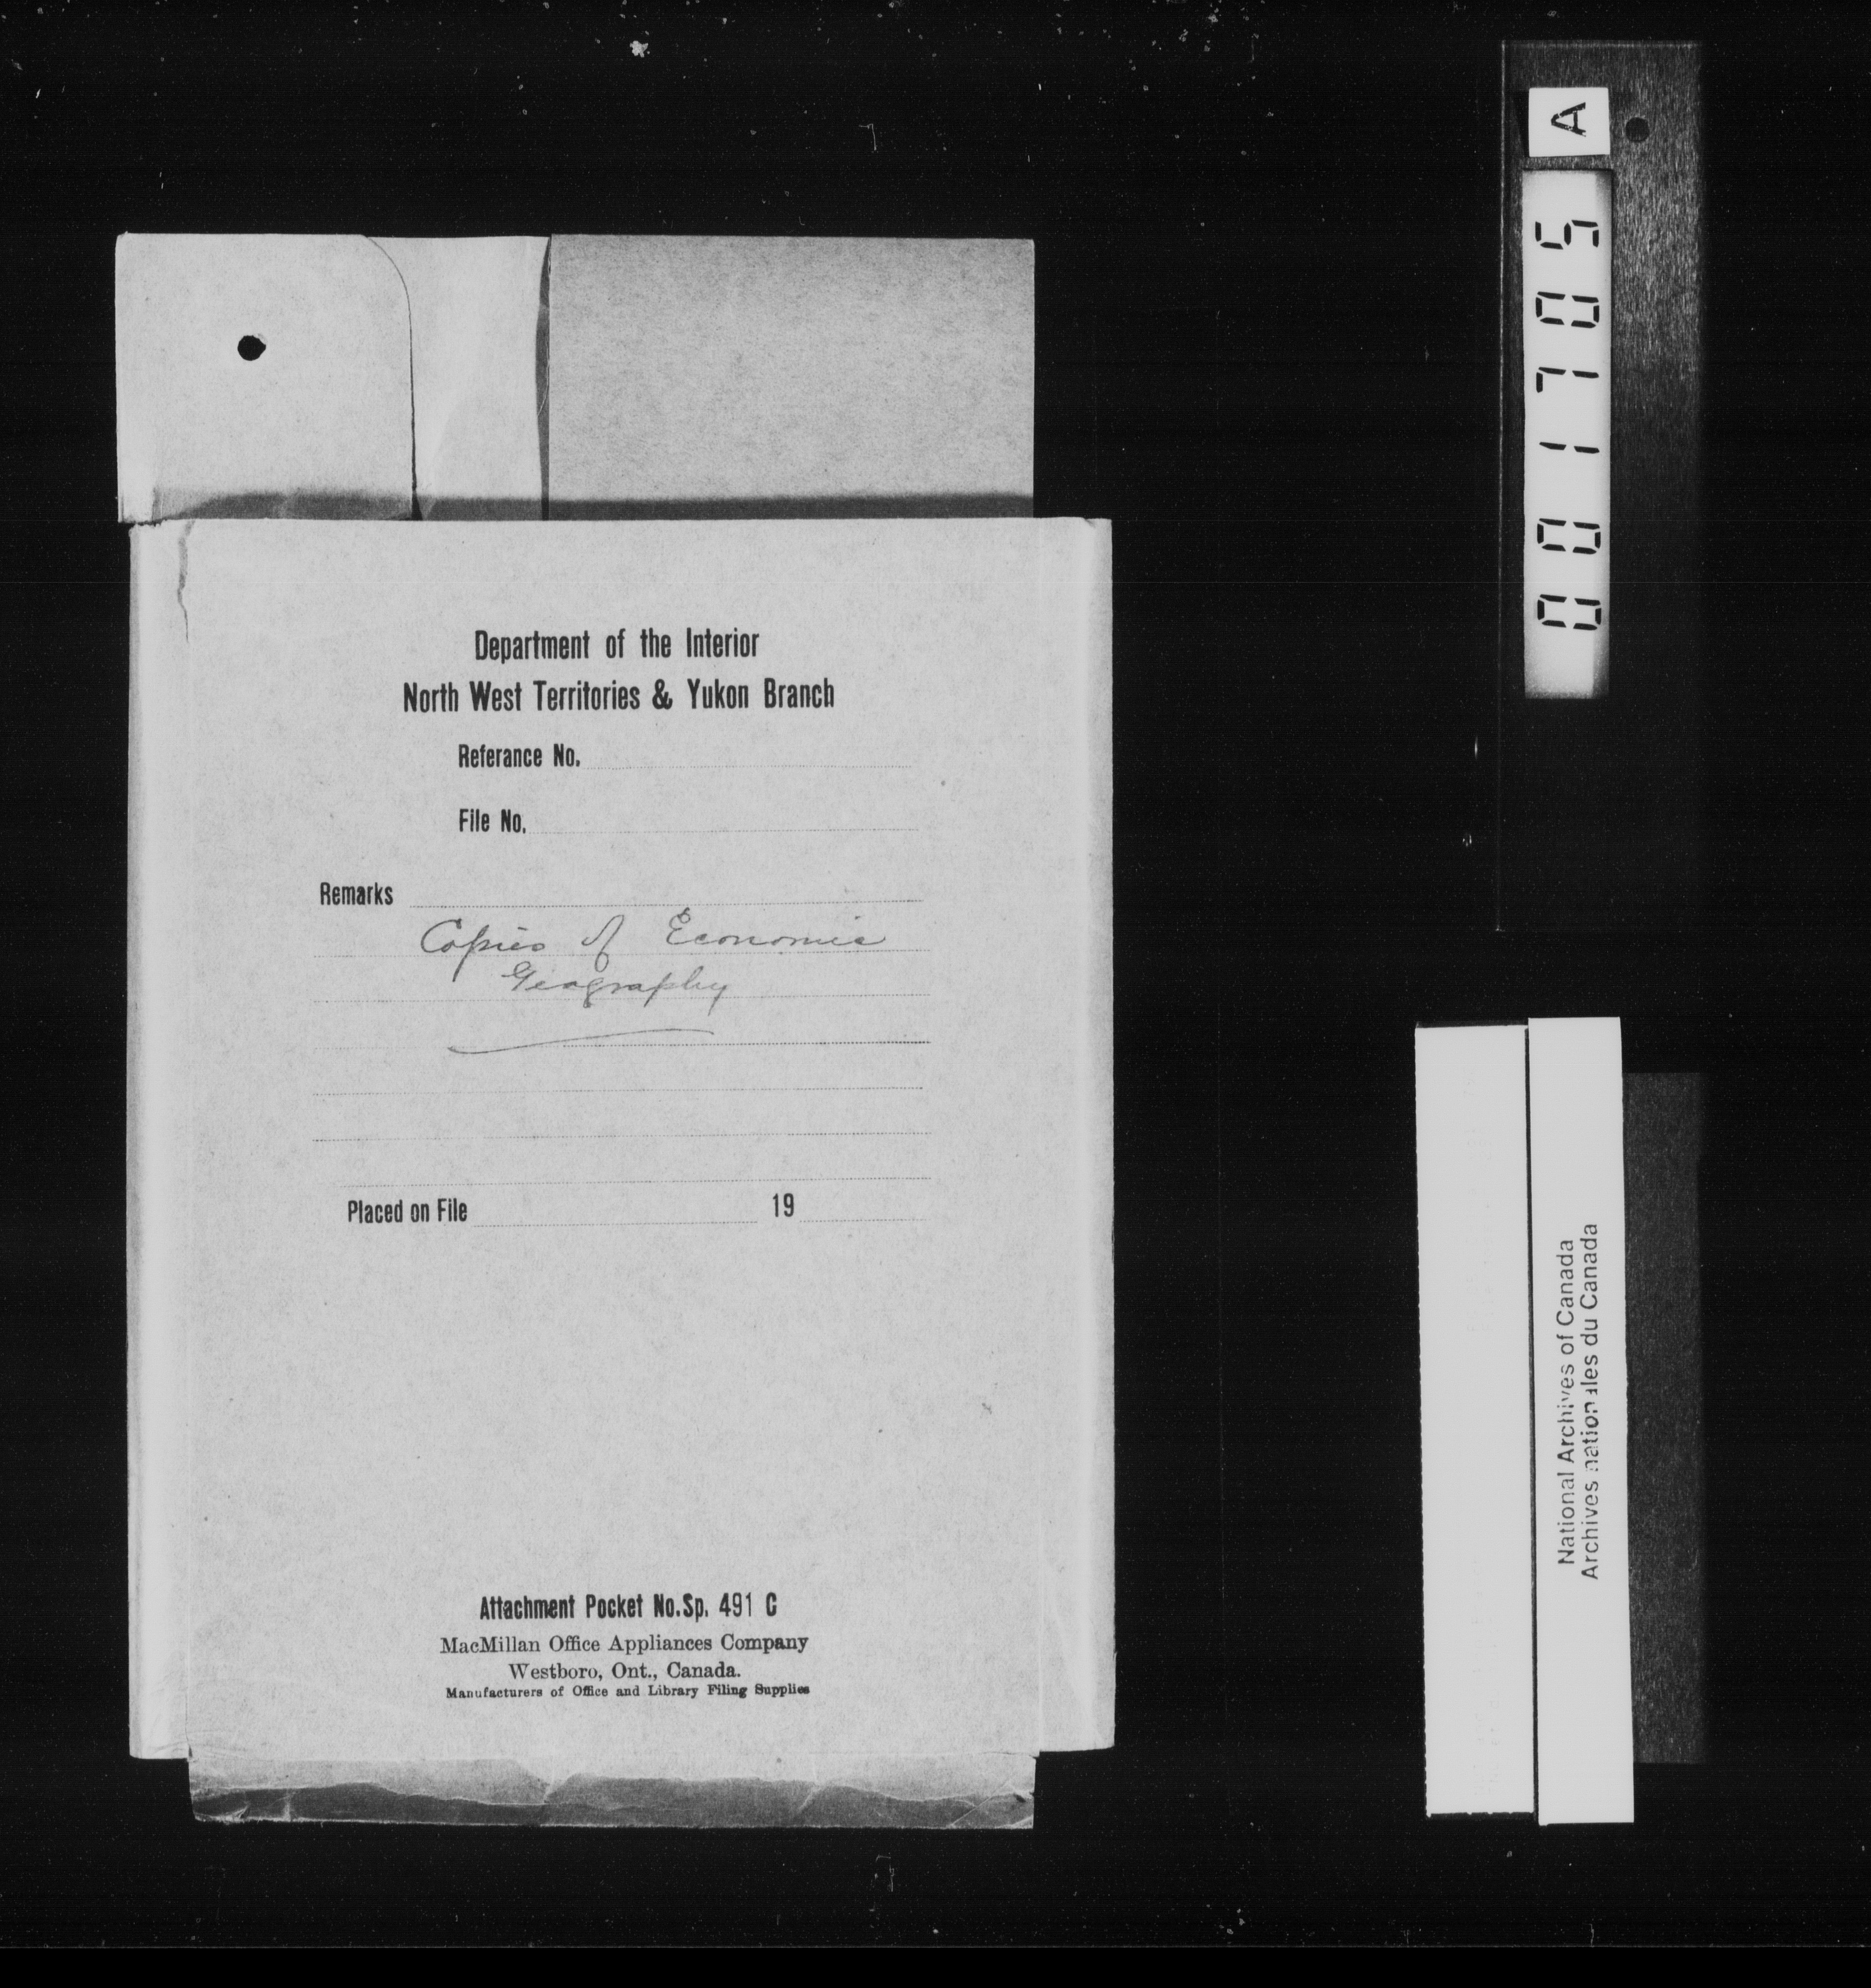 Department of the Interior
North West Territories & Yukon Branch
Referance No.
File No.
Remarks
Copies of Economic
Geography
Placed on File 19
Attachment Pocket No.Sp. 491 C
MacMillan Office Appliances Company
Westboro, Ont., Canada.
Manufacturers of Office and Library Filing Supplies
001705 A
National Archives of Canada
Archives nationales du Canada